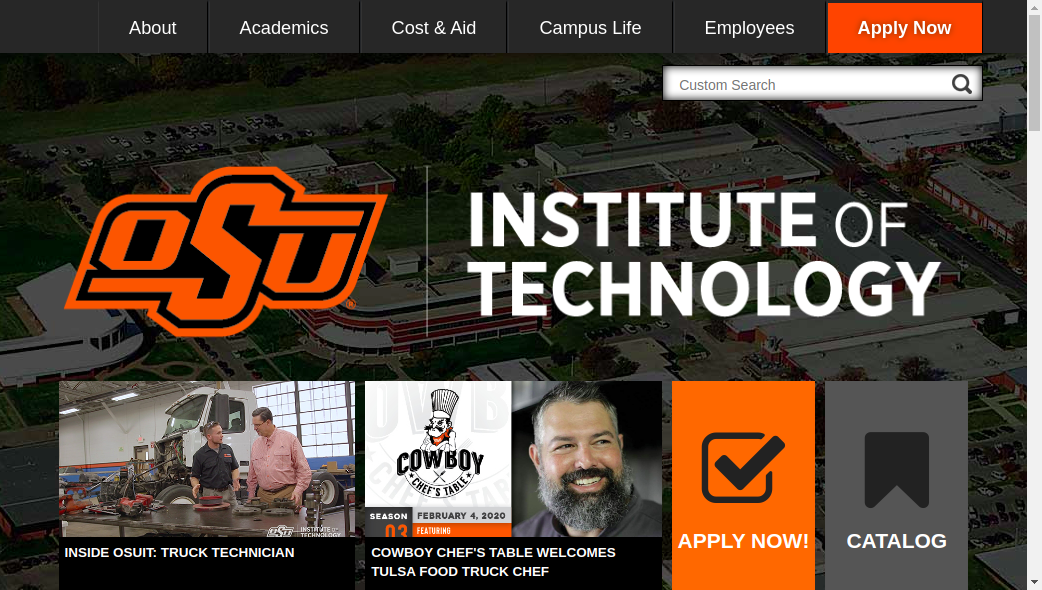 About
Academics
Cost & Aid
Campus Life
Employees
Apply Now
Custom Search
OSU
INSTITUTE OF
TECHNOLOGY
OSU INSTITUTE OF
TECHNOLOGY
INSIDE OSUIT: TRUCK TECHNICIAN
COWBOY
CHEF'S TABLE
SEASON
03
FEBRUARY 4, 2020
FEATURING
COWBOY CHEF'S TABLE WELCOMES
TULSA FOOD TRUCK CHEF
APPLY NOW!
CATALOG